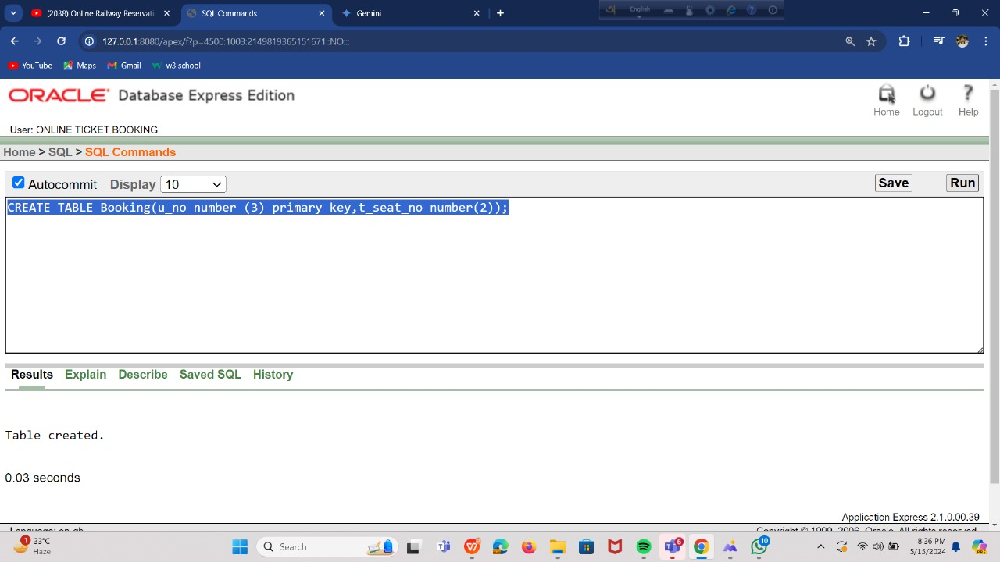 (2038) Online Railway Reservati
SQL Commands
Gemini
English
127.0.0.1:8080/apex/f?p=4500:1003:2149819365151671::NO:::
YouTube Maps Gmail w3 school
ORACLE Database Express Edition
Home Logout Help
User: ONLINE TICKET BOOKING
Home > SQL > SQL Commands
Autocommit Display 10 Save Run
CREATE TABLE Booking(u_no number (3) primary key,t_seat_no number(2));
Results Explain Describe Saved SQL History
Table created.
0.03 seconds
Application Express 2.1.0.00.39
Language: en-gb Copyright © 1999, 2006, Oracle. All rights reserved.
1 33°C
Haze
Search
6
10
8:36 PM
5/15/2024
PRE